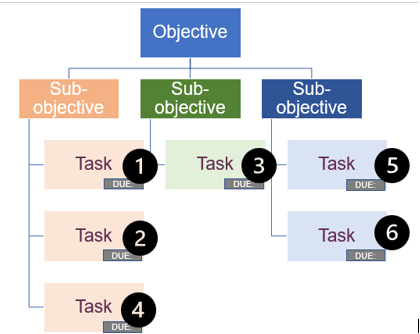 Objective
Sub-
objective
Sub-
objective
Sub-
objective
Task
1
DUE:
Task
3
DUE:
Task
5
DUE:
Task
2
DUE:
Task
6
DUE:
Task
4
DUE: